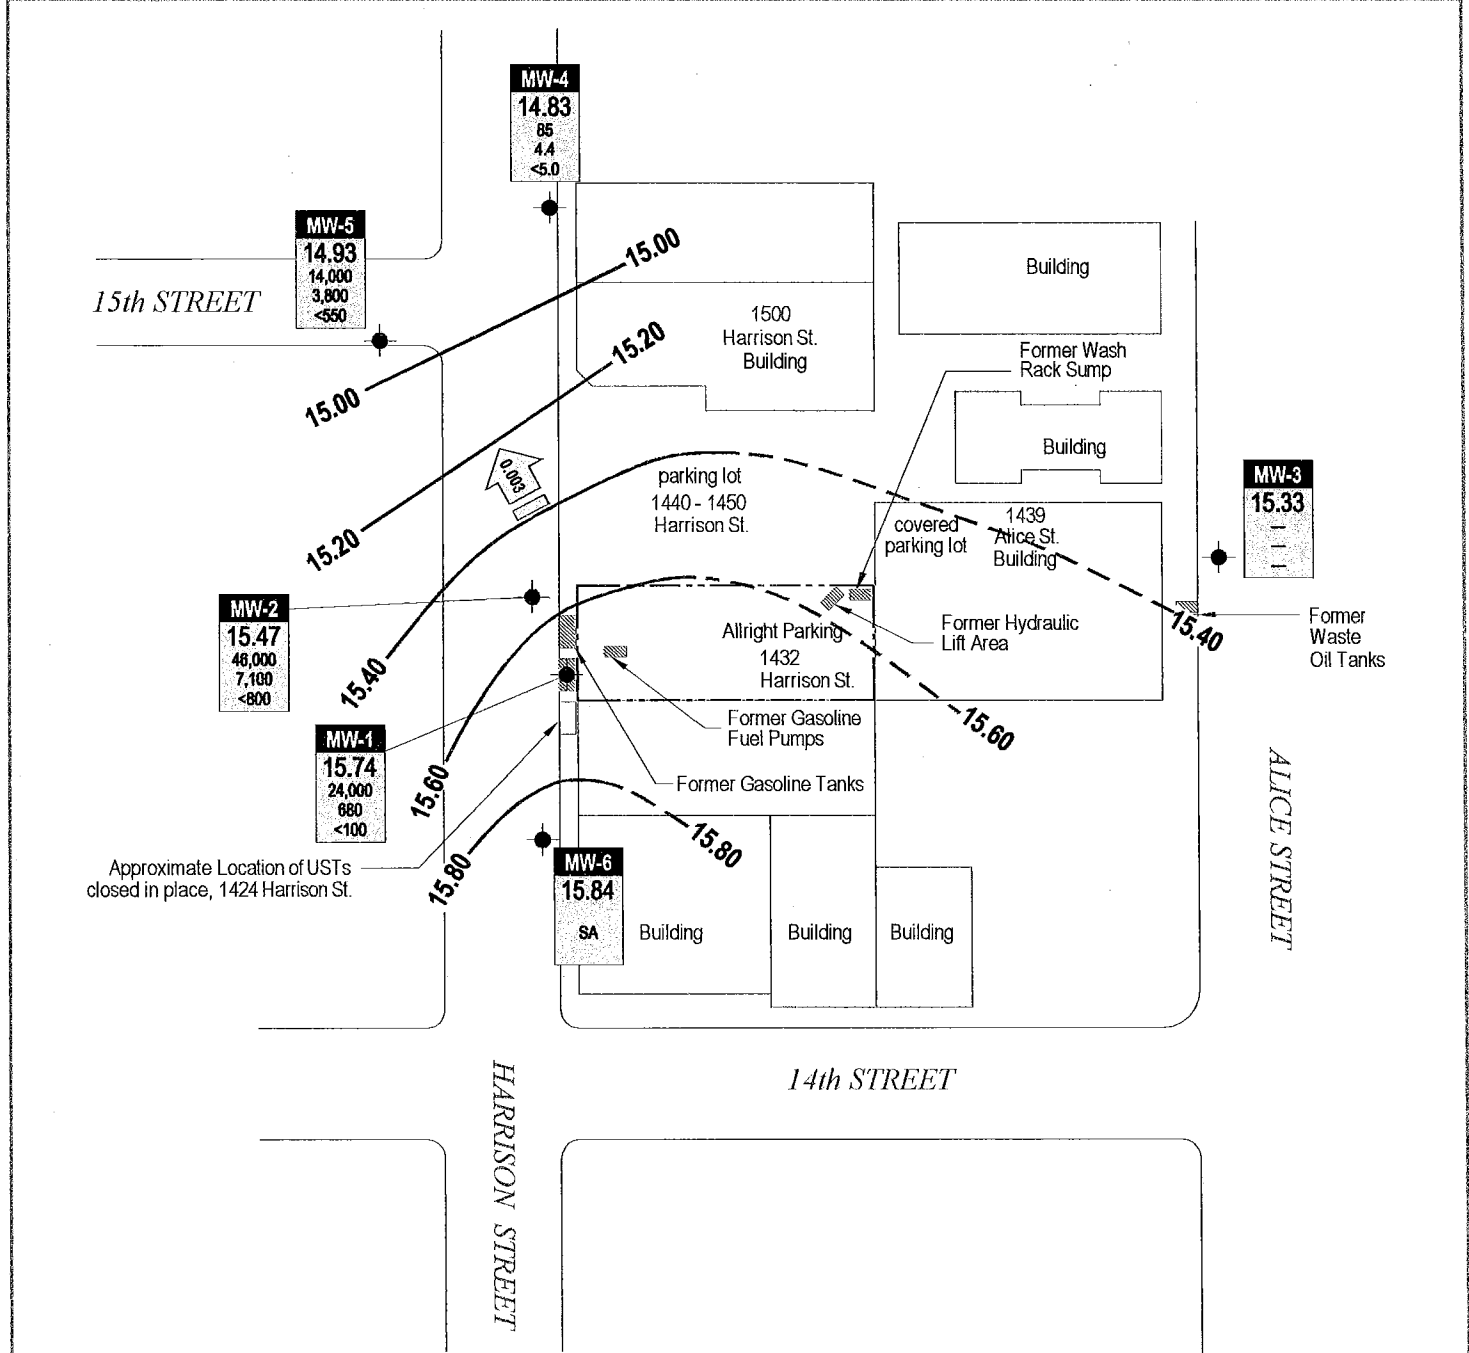 MW-4
14.83
85
4.4
<5.0
MW-5
14.93
14,000
3,800
<550
15th STREET
15.00
15.00
15.20
15.20
1500
Harrison St.
Building
Building
Former Wash
Rack Sump
Building
MW-3
15.33
–
–
–
0.003
parking lot
1440 - 1450
Harrison St.
covered
parking lot
1439
Alice St.
Building
MW-2
15.47
46,000
7,100
<800
15.40
15.40
Former
Waste
Oil Tanks
Allright Parking
1432
Harrison St.
Former Hydraulic
Lift Area
MW-1
15.74
24,000
680
<100
15.60
15.60
Former Gasoline
Fuel Pumps
Former Gasoline Tanks
15.80
15.80
Approximate Location of USTs
closed in place, 1424 Harrison St.
MW-6
15.84
SA
Building
Building
Building
ALICE STREET
14th STREET
HARRISON STREET